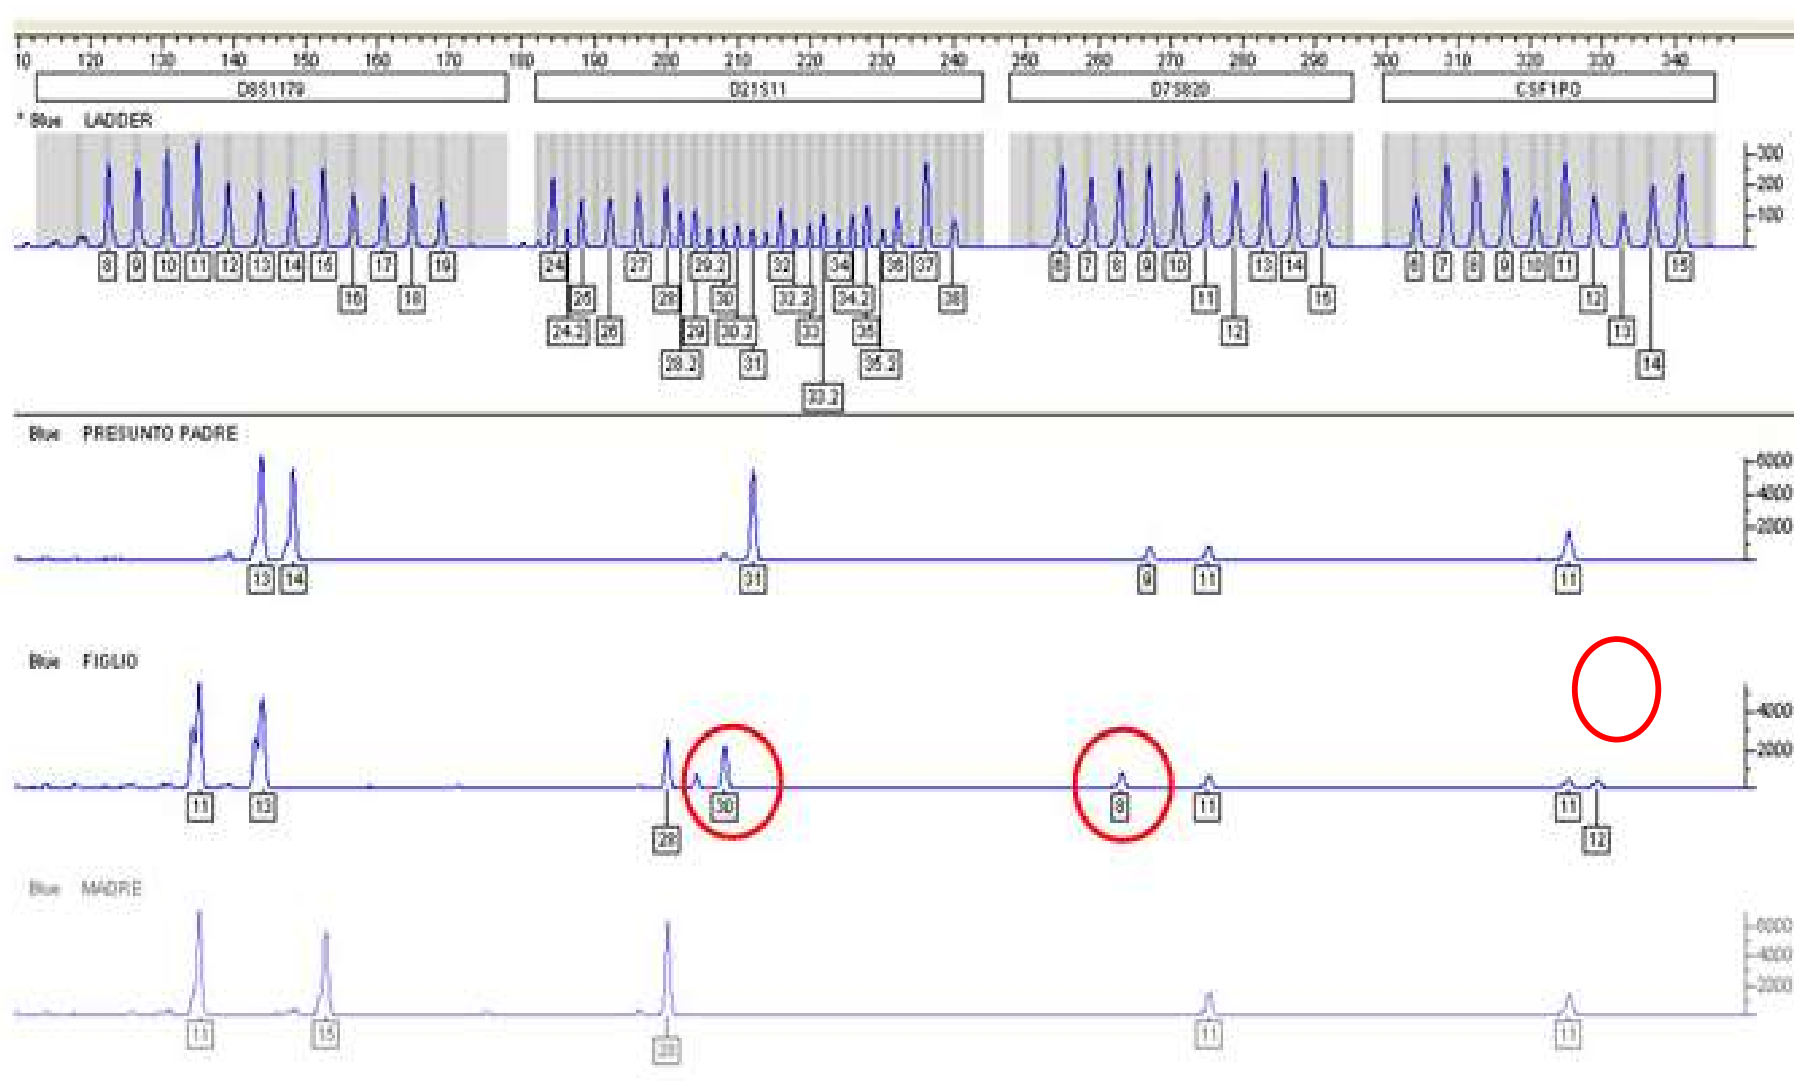 110 120 130 140 150 160 170 180 190 200 210 220 230 240 250 260 270 280 290 300 310 320 330 340
D8S1179 D21S11 D7S820 CSF1PO
* Blue LADDER
300
200
100
8 9 10 11 12 13 14 15 17 19 24 27 29.2 32 34 36 37 6 7 8 9 10 13 14 6 7 8 9 10 11 15
16 18 25 28 30 32.2 34.2 38 11 15 12
24.2 26 29 30.2 33 35 12 13
28.2 31 35.2 14
33.2
Blue PRESUNTO PADRE
6000
4000
2000
13 14 31 9 11 11
Blue FIGLIO
4000
2000
11 13 30 8 11 11
28 12
Blue MADRE
6000
4000
2000
11 15 11 11
28